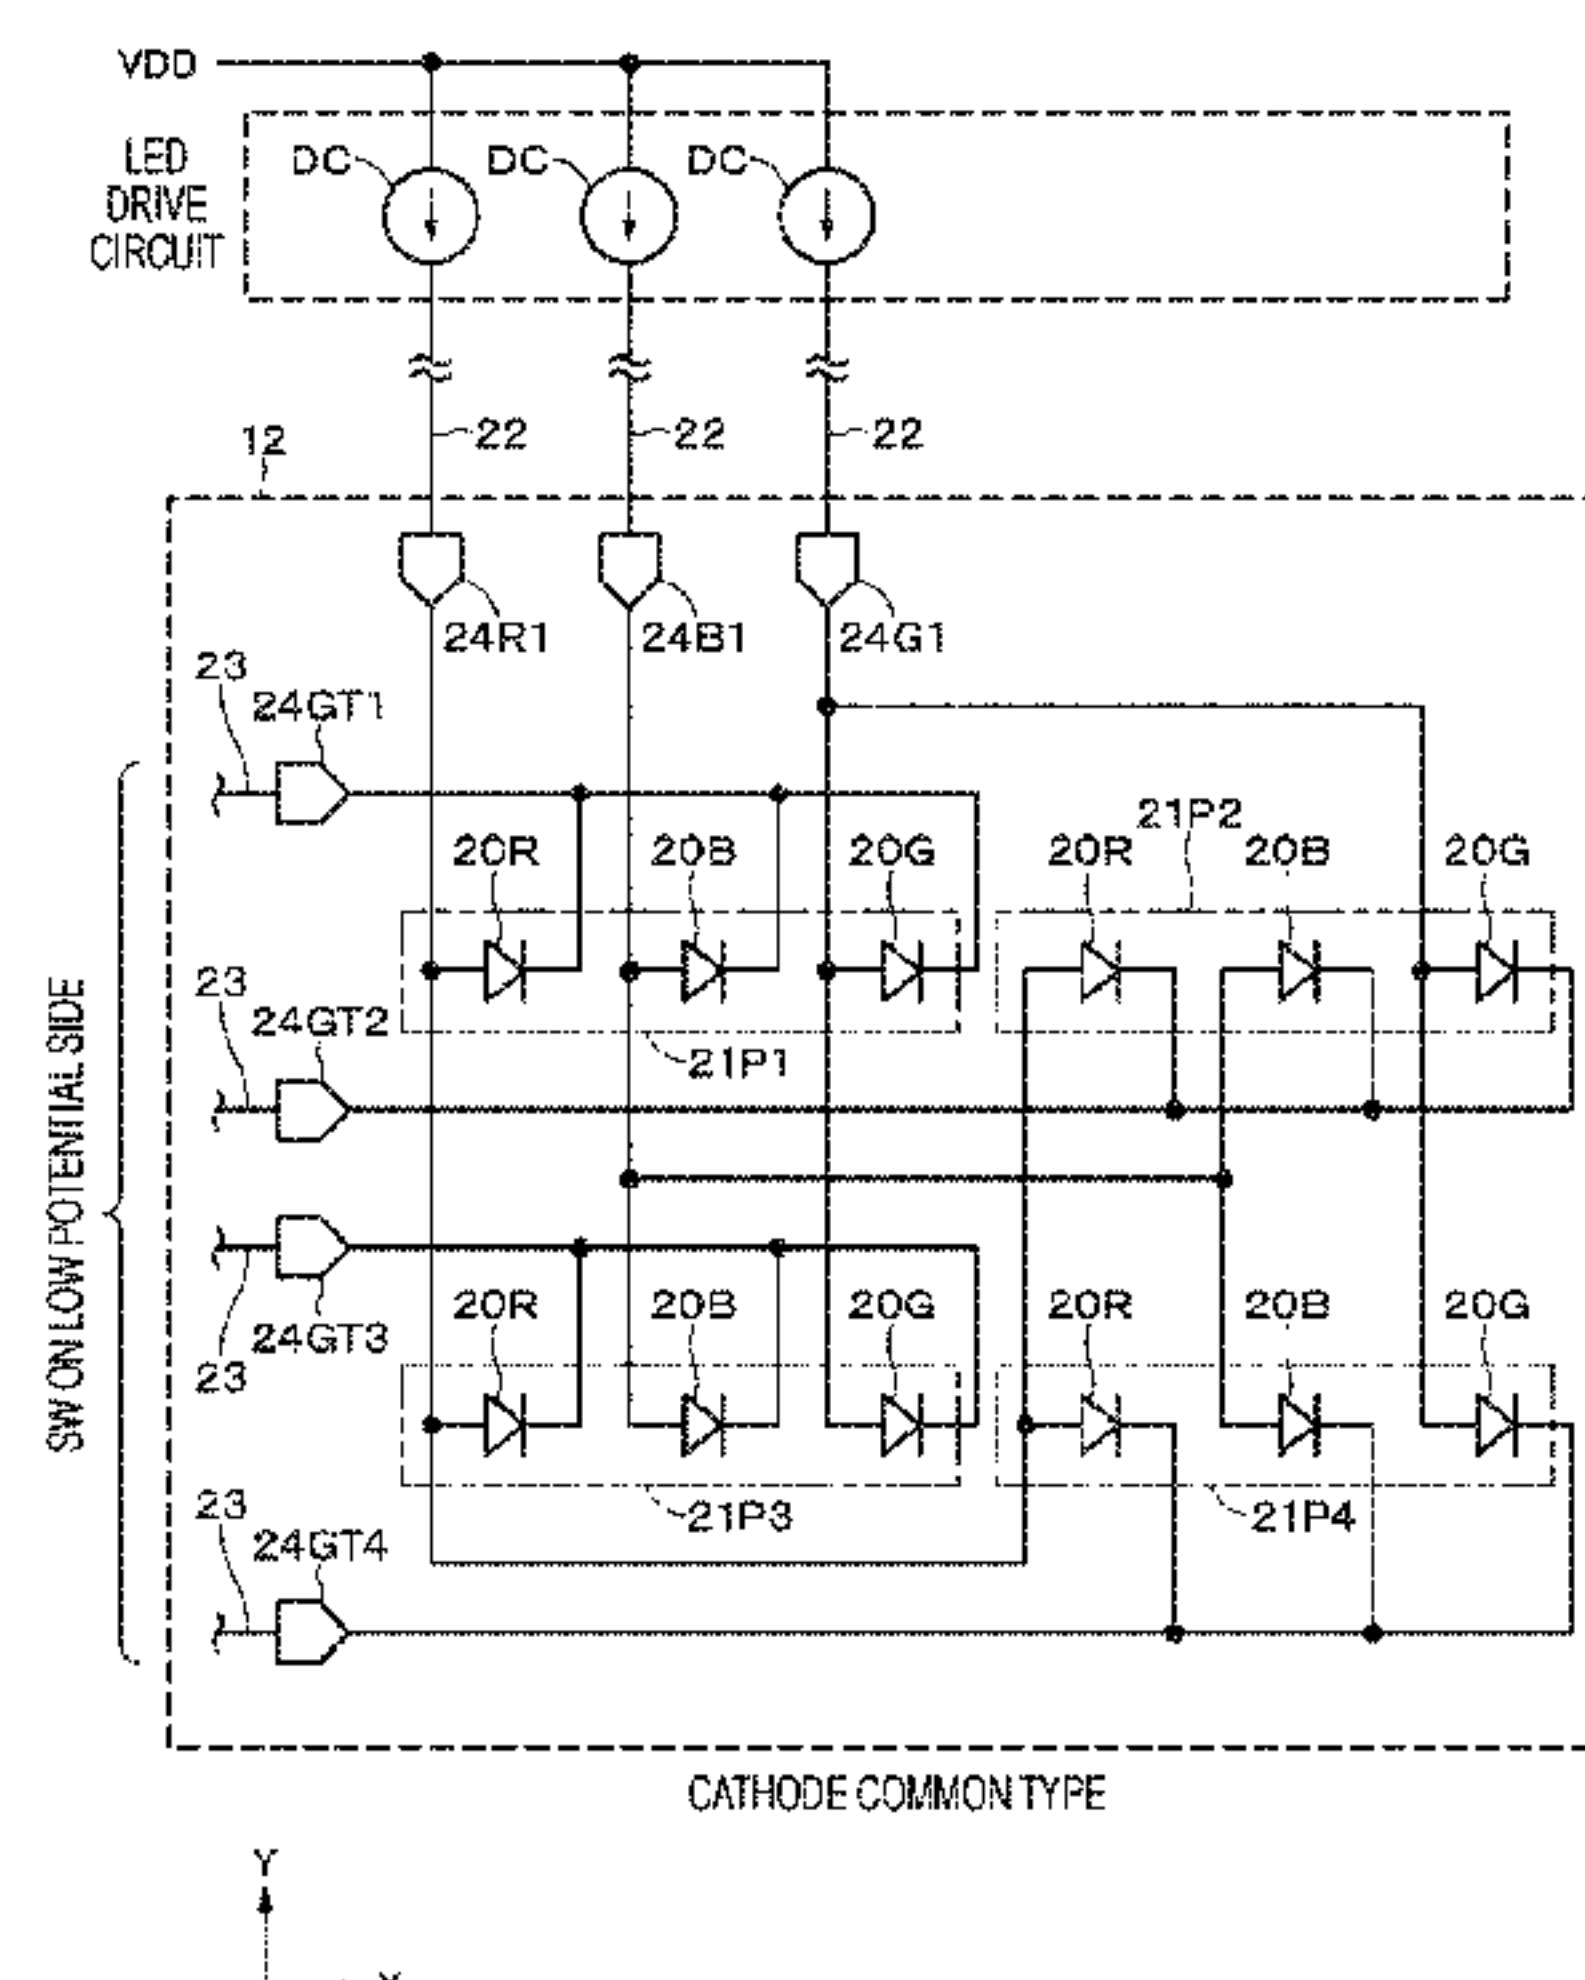 VDD
LED
DRIVE
CIRCUIT
DC DC DC
12
22 22 22
24R1 24B1 24G1
23
24GT1
21P2
20R 20B 20G 20R 20B 20G
23
24GT2
21P1
SW ON LOW POTENTIAL SIDE
24GT3
23
20R 20B 20G 20R 20B 20G
21P3 21P4
23
24GT4
CATHODE COMMON TYPE
Y